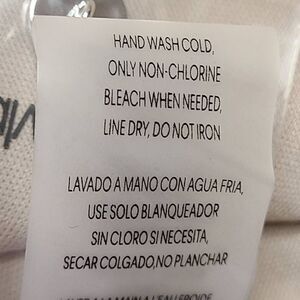 HAND WASH COLD,
ONLY NON-CHLORINE
BLEACH WHEN NEEDED,
LINE DRY, DO NOT IRON
LAVADO A MANO CON AGUA FRIA,
USE SOLO BLANQUEADOR
SIN CLORO SI NECESITA,
SECAR COLGADO,NO PLANCHAR